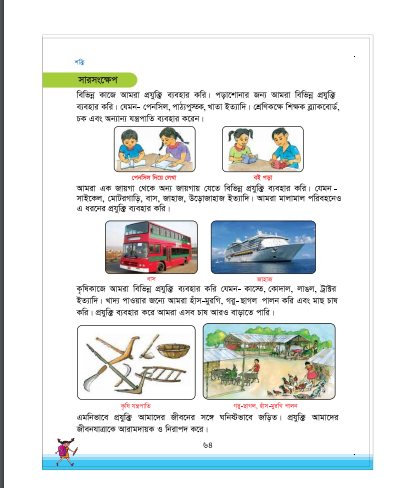 শক্তি
সারসংক্ষেপ
বিভিন্ন কাজে আমরা প্রযুক্তি ব্যবহার করি। পড়াশোনার জন্য আমরা বিভিন্ন প্রযুক্তি
ব্যবহার করি। যেমন- পেনসিল, পাঠ্যপুস্তক, খাতা ইত্যাদি। শ্রেণিকক্ষে শিক্ষক ব্ল্যাকবোর্ড,
চক এবং অন্যান্য যন্ত্রপাতি ব্যবহার করেন।
পেনসিল দিয়ে লেখা
বই পড়া
আমরা এক জায়গা থেকে অন্য জায়গায় যেতে বিভিন্ন প্রযুক্তি ব্যবহার করি। যেমন -
সাইকেল, মোটরগাড়ি, বাস, জাহাজ, উড়োজাহাজ ইত্যাদি। আমরা মালামাল পরিবহনেও
এ ধরনের প্রযুক্তি ব্যবহার করি।
বাস
জাহাজ
কৃষিকাজে আমরা বিভিন্ন প্রযুক্তি ব্যবহার করি যেমন- কাস্তে, কোদাল, লাঙল, ট্রাক্টর
ইত্যাদি। খাদ্য পাওয়ার জন্যে আমরা হাঁস-মুরগি, গরু-ছাগল পালন করি এবং মাছ চাষ
করি। প্রযুক্তি ব্যবহার করে আমরা এসব চাষ আরও বাড়াতে পারি।
কৃষি যন্ত্রপাতি
গরু-ছাগল, হাঁস-মুরগি পালন
এমনিভাবে প্রযুক্তি আমাদের জীবনের সঙ্গে ঘনিষ্টভাবে জড়িত। প্রযুক্তি আমাদের
জীবনযাত্রাকে আরামদায়ক ও নিরাপদ করে।
৬৪